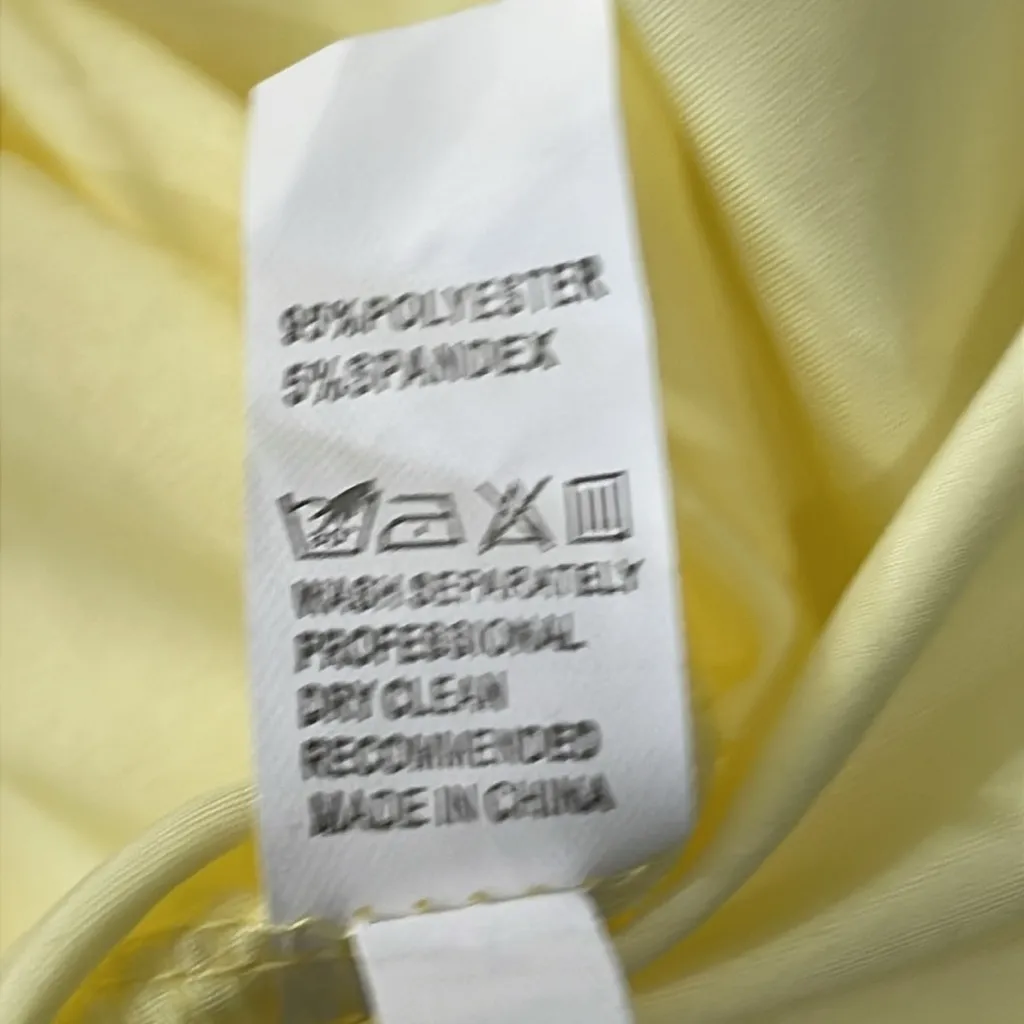 95%POLYESTER
5%SPANDEX
WASH SEPARATELY
PROFESSIONAL
DRY CLEAN
RECOMMENDED
MADE IN CHINA